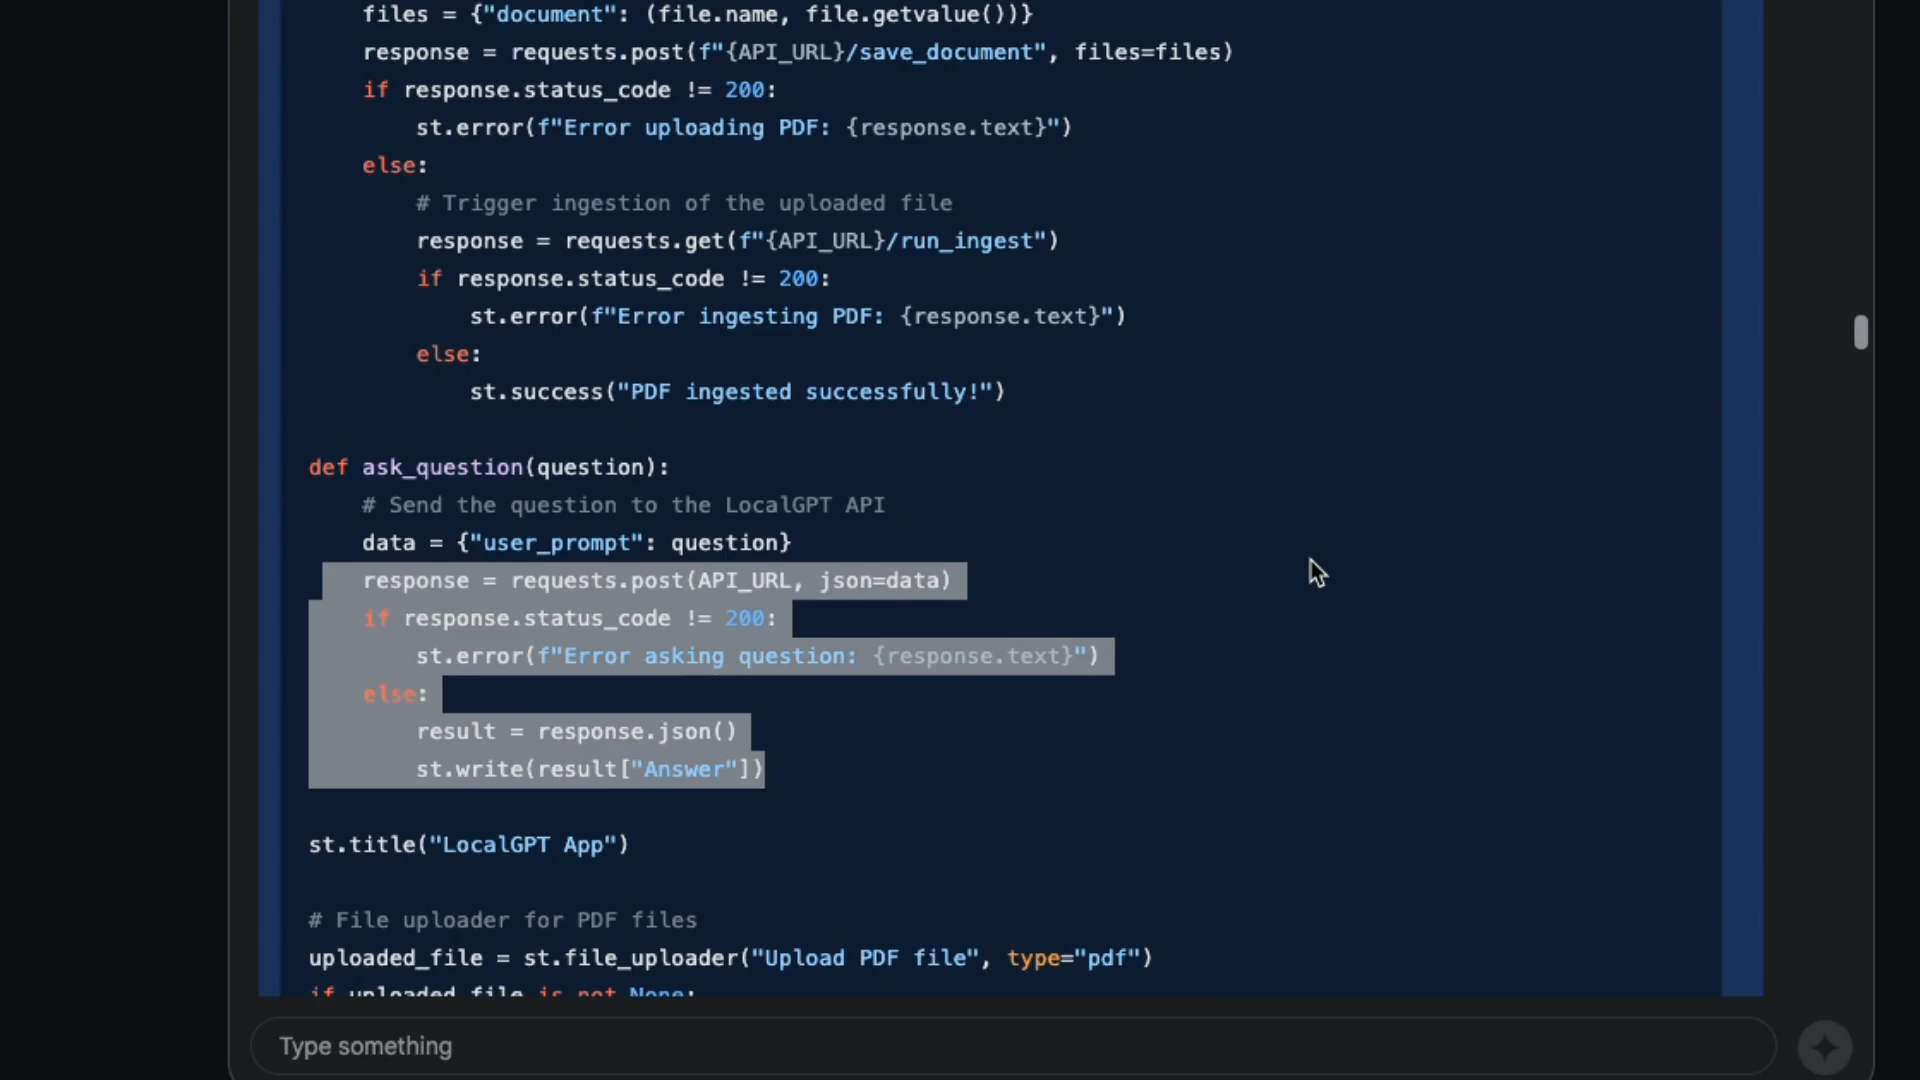 files = {"document": (file.name, file.getvalue())}
response = requests.post(f"{API_URL}/save_document", files=files)
if response.status_code != 200:
st.error(f"Error uploading PDF: {response.text}")
else:
# Trigger ingestion of the uploaded file
response = requests.get(f"{API_URL}/run_ingest")
if response.status_code != 200:
st.error(f"Error ingesting PDF: {response.text}")
else:
st.success("PDF ingested successfully!")
def ask_question(question):
# Send the question to the LocalGPT API
data = {"user_prompt": question}
response = requests.post(API_URL, json=data)
if response.status_code != 200:
st.error(f"Error asking question: {response.text}")
else:
result = response.json()
st.write(result["Answer"])
st.title("LocalGPT App")
# File uploader for PDF files
uploaded_file = st.file_uploader("Upload PDF file", type="pdf")
if uploaded_file is not None:
Type something